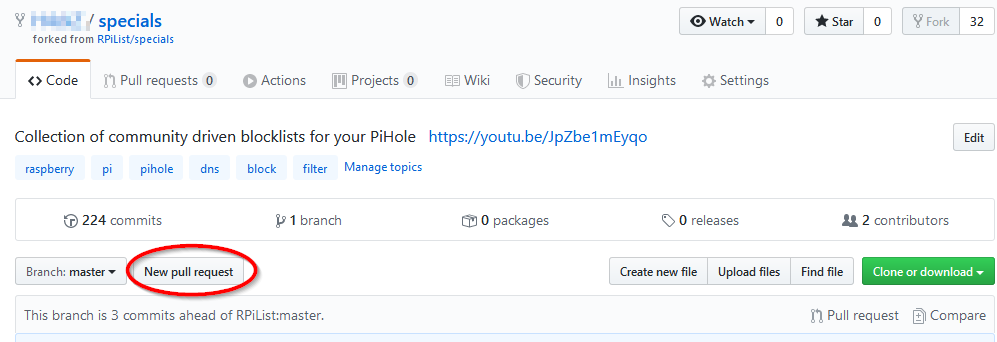 / specials
Watch 0 Star 0 Fork 32
forked from RPiList/specials
Code Pull requests 0 Actions Projects 0 Wiki Security Insights Settings
Collection of community driven blocklists for your PiHole https://youtu.be/JpZbe1mEyqo
Edit
raspberry pi pihole dns block filter Manage topics
224 commits 1 branch 0 packages 0 releases 2 contributors
Branch: master New pull request Create new file Upload files Find file Clone or download
This branch is 3 commits ahead of RPiList:master. Pull request Compare